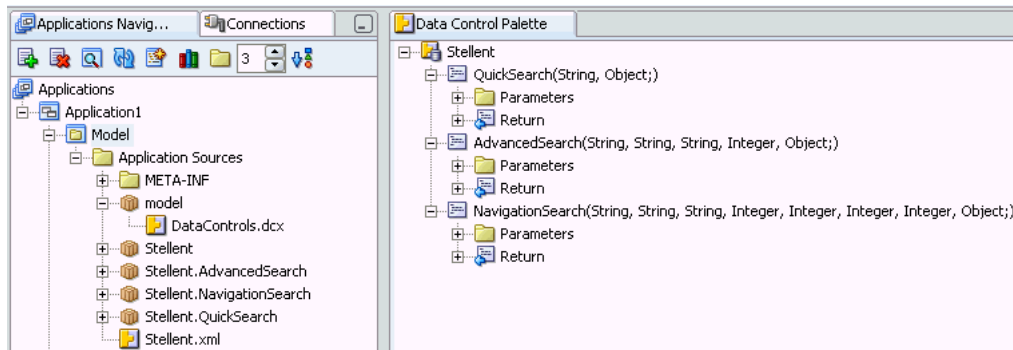 Applications Navig...
Connections
3
Applications
Application1
Model
Application Sources
META-INF
model
DataControls.dcx
Stellent
Stellent.AdvancedSearch
Stellent.NavigationSearch
Stellent.QuickSearch
Stellent.xml
Data Control Palette
Stellent
QuickSearch(String, Object;)
Parameters
Return
AdvancedSearch(String, String, String, Integer, Object;)
Parameters
Return
NavigationSearch(String, String, String, Integer, Integer, Integer, Integer, Object;)
Parameters
Return